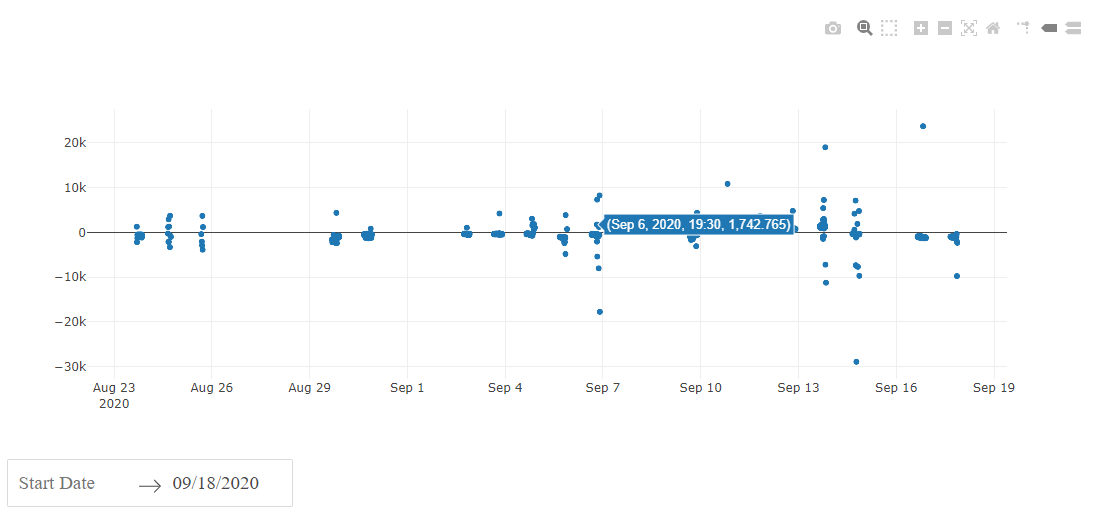 20k
10k
(Sep 6, 2020, 19:30, 1,742.765)
0
−10k
−20k
−30k
Aug 23 Aug 26 Aug 29 Sep 1 Sep 4 Sep 7 Sep 10 Sep 13 Sep 16 Sep 19
2020
Start Date 09/18/2020